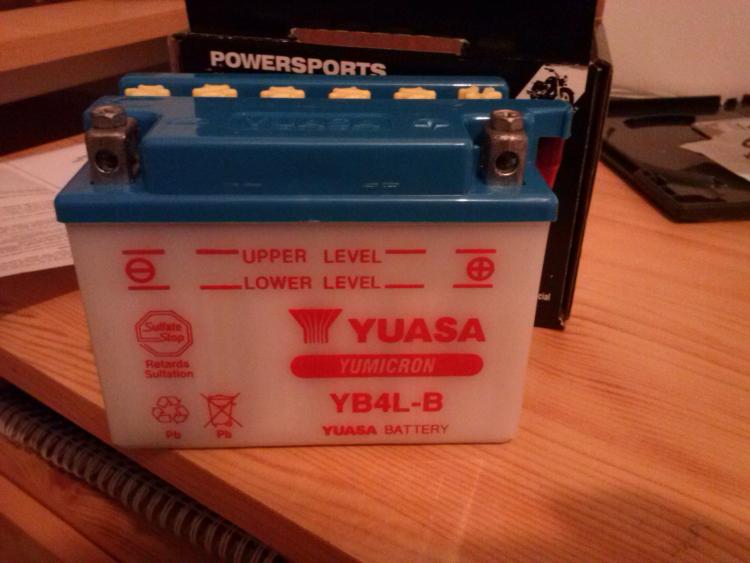 POWERSPORTS
YUASA
UPPER LEVEL
LOWER LEVEL
Sulfate
Stop
Retards
Sulfation
YUASA
YUMICRON
YB4L-B
Pb
Pb
YUASA BATTERY